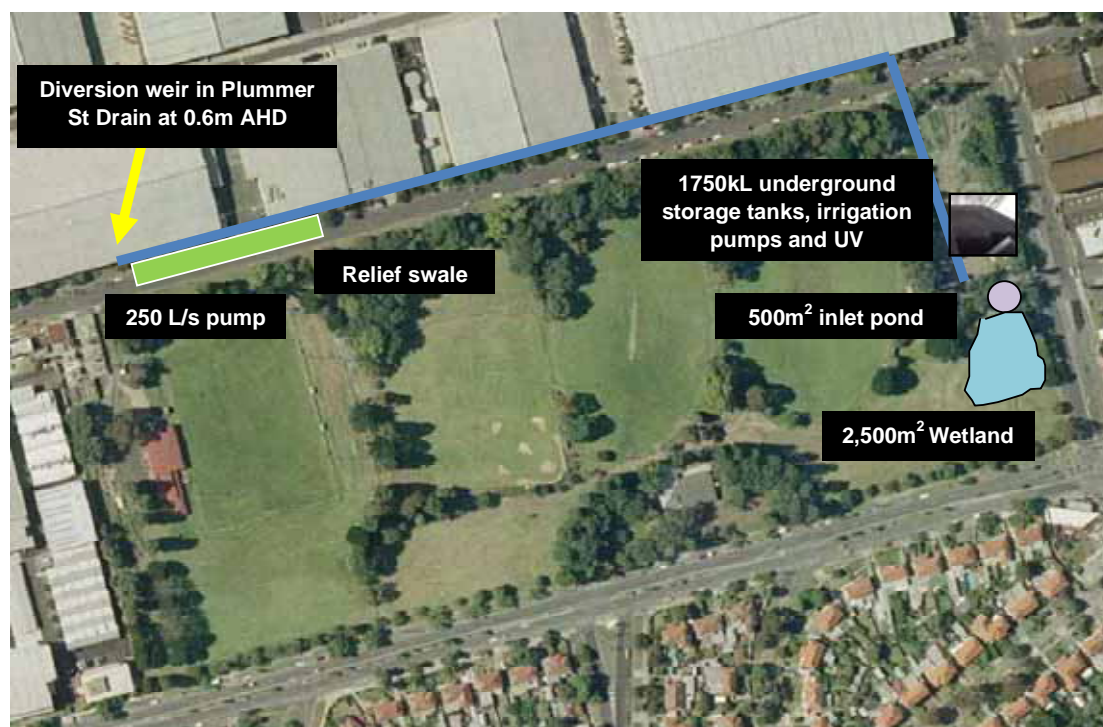 Diversion weir in Plummer
St Drain at 0.6m AHD
1750kL underground
storage tanks, irrigation
pumps and UV
Relief swale
250 L/s pump
500m² inlet pond
2,500m² Wetland